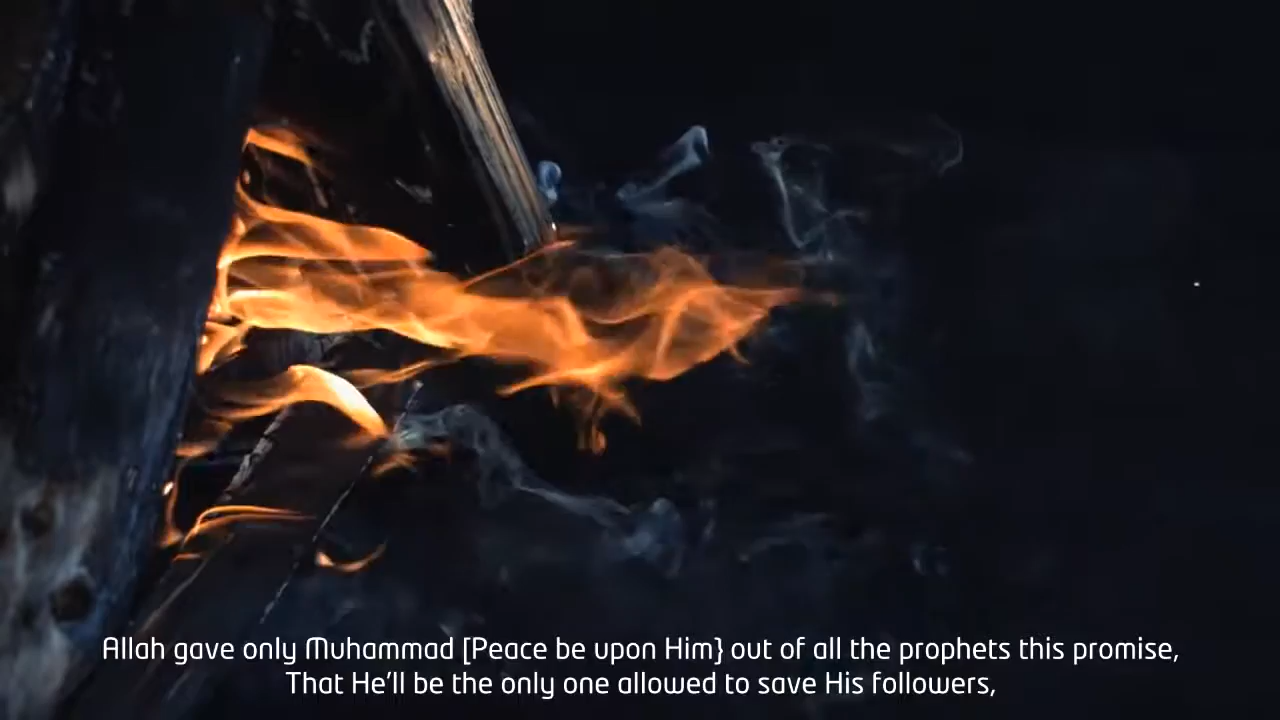 Allah gave only Muhammad [Peace be upon Him} out of all the prophets this promise,
That He'll be the only one allowed to save His followers,